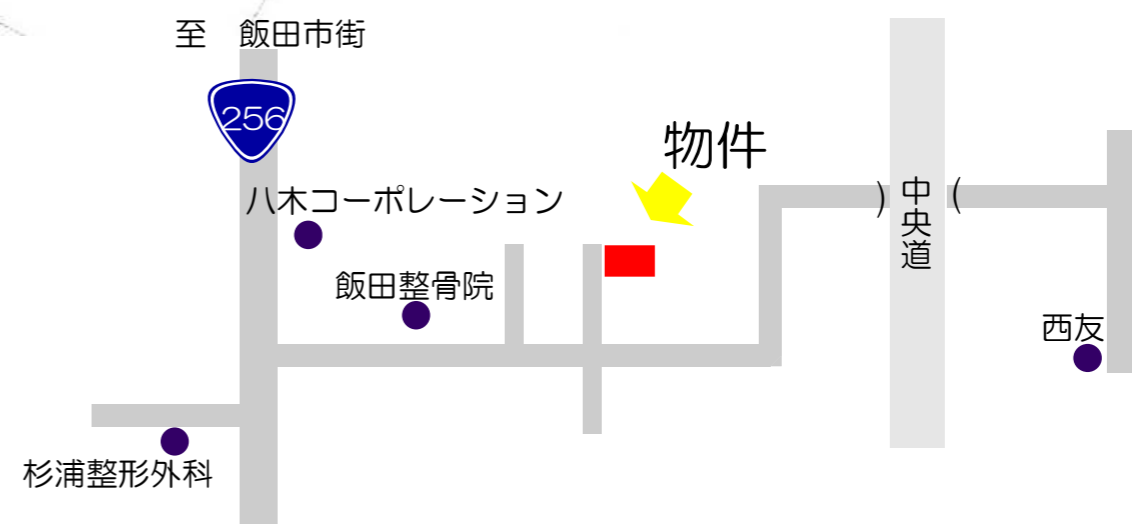 至　飯田市街
256
物件
八木コーポレーション
中央道
飯田整骨院
西友
杉浦整形外科